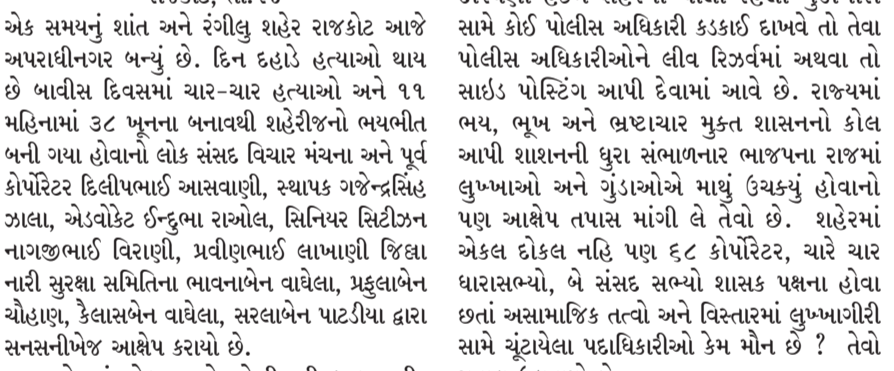 એક સમયનું શાંત અને રંગીલુ શહેર રાજકોટ આજે
અપરાધીનગર બન્યું છે. દિન દહાડે હત્યાઓ થાય
છે બાવીસ દિવસમાં ચાર-ચાર હત્યાઓ અને ૧૧
મહિનામાં ૩૮ ખૂનના બનાવથી શહેરીજનો ભયભીત
બની ગયા હોવાનો લોક સંસદ વિચાર મંચના અને પૂર્વ
કોર્પોરેટર દિલીપભાઈ આસવાણી, સ્થાપક ગજેન્દ્રસિંહ
ઝાલા, એડવોકેટ ઈન્દુભા રાઓલ, સિનિયર સિટીઝન
નાગજીભાઈ વિરાણી, પ્રવીણભાઈ લાખાણી જિલ્લા
નારી સુરક્ષા સમિતિના ભાવનાબેન વાઘેલા, પ્રફુલાબેન
ચૌહાણ, કૈલાસબેન વાઘેલા, સરલાબેન પાટડીયા દ્વારા
સનસનીખેજ આક્ષેપ કરાયો છે.
સામે કોઈ પોલીસ અધિકારી કડકાઈ દાખવે તો તેવા
પોલીસ અધિકારીઓને લીવ રિઝર્વમાં અથવા તો
સાઇડ પોસ્ટિંગ આપી દેવામાં આવે છે. રાજ્યમાં
ભય, ભૂખ અને ભ્રષ્ટાચાર મુક્ત શાસનનો કોલ
આપી શાશનની ધુરા સંભાળનાર ભાજપના રાજમાં
લુખ્ખાઓ અને ગુંડાઓએ માથું ઉચક્યું હોવાનો
પણ આક્ષેપ તપાસ માંગી લે તેવો છે. શહેરમાં
એકલ દોકલ નહિ પણ ૬૮ કોર્પોરેટર, ચારે ચાર
ધારાસભ્યો, બે સંસદ સભ્યો શાસક પક્ષના હોવા
છતાં અસામાજિક તત્વો અને વિસ્તારમાં લુખ્ખાગીરી
સામે ચૂંટાયેલા પદાધિકારીઓ કેમ મૌન છે ? તેવો